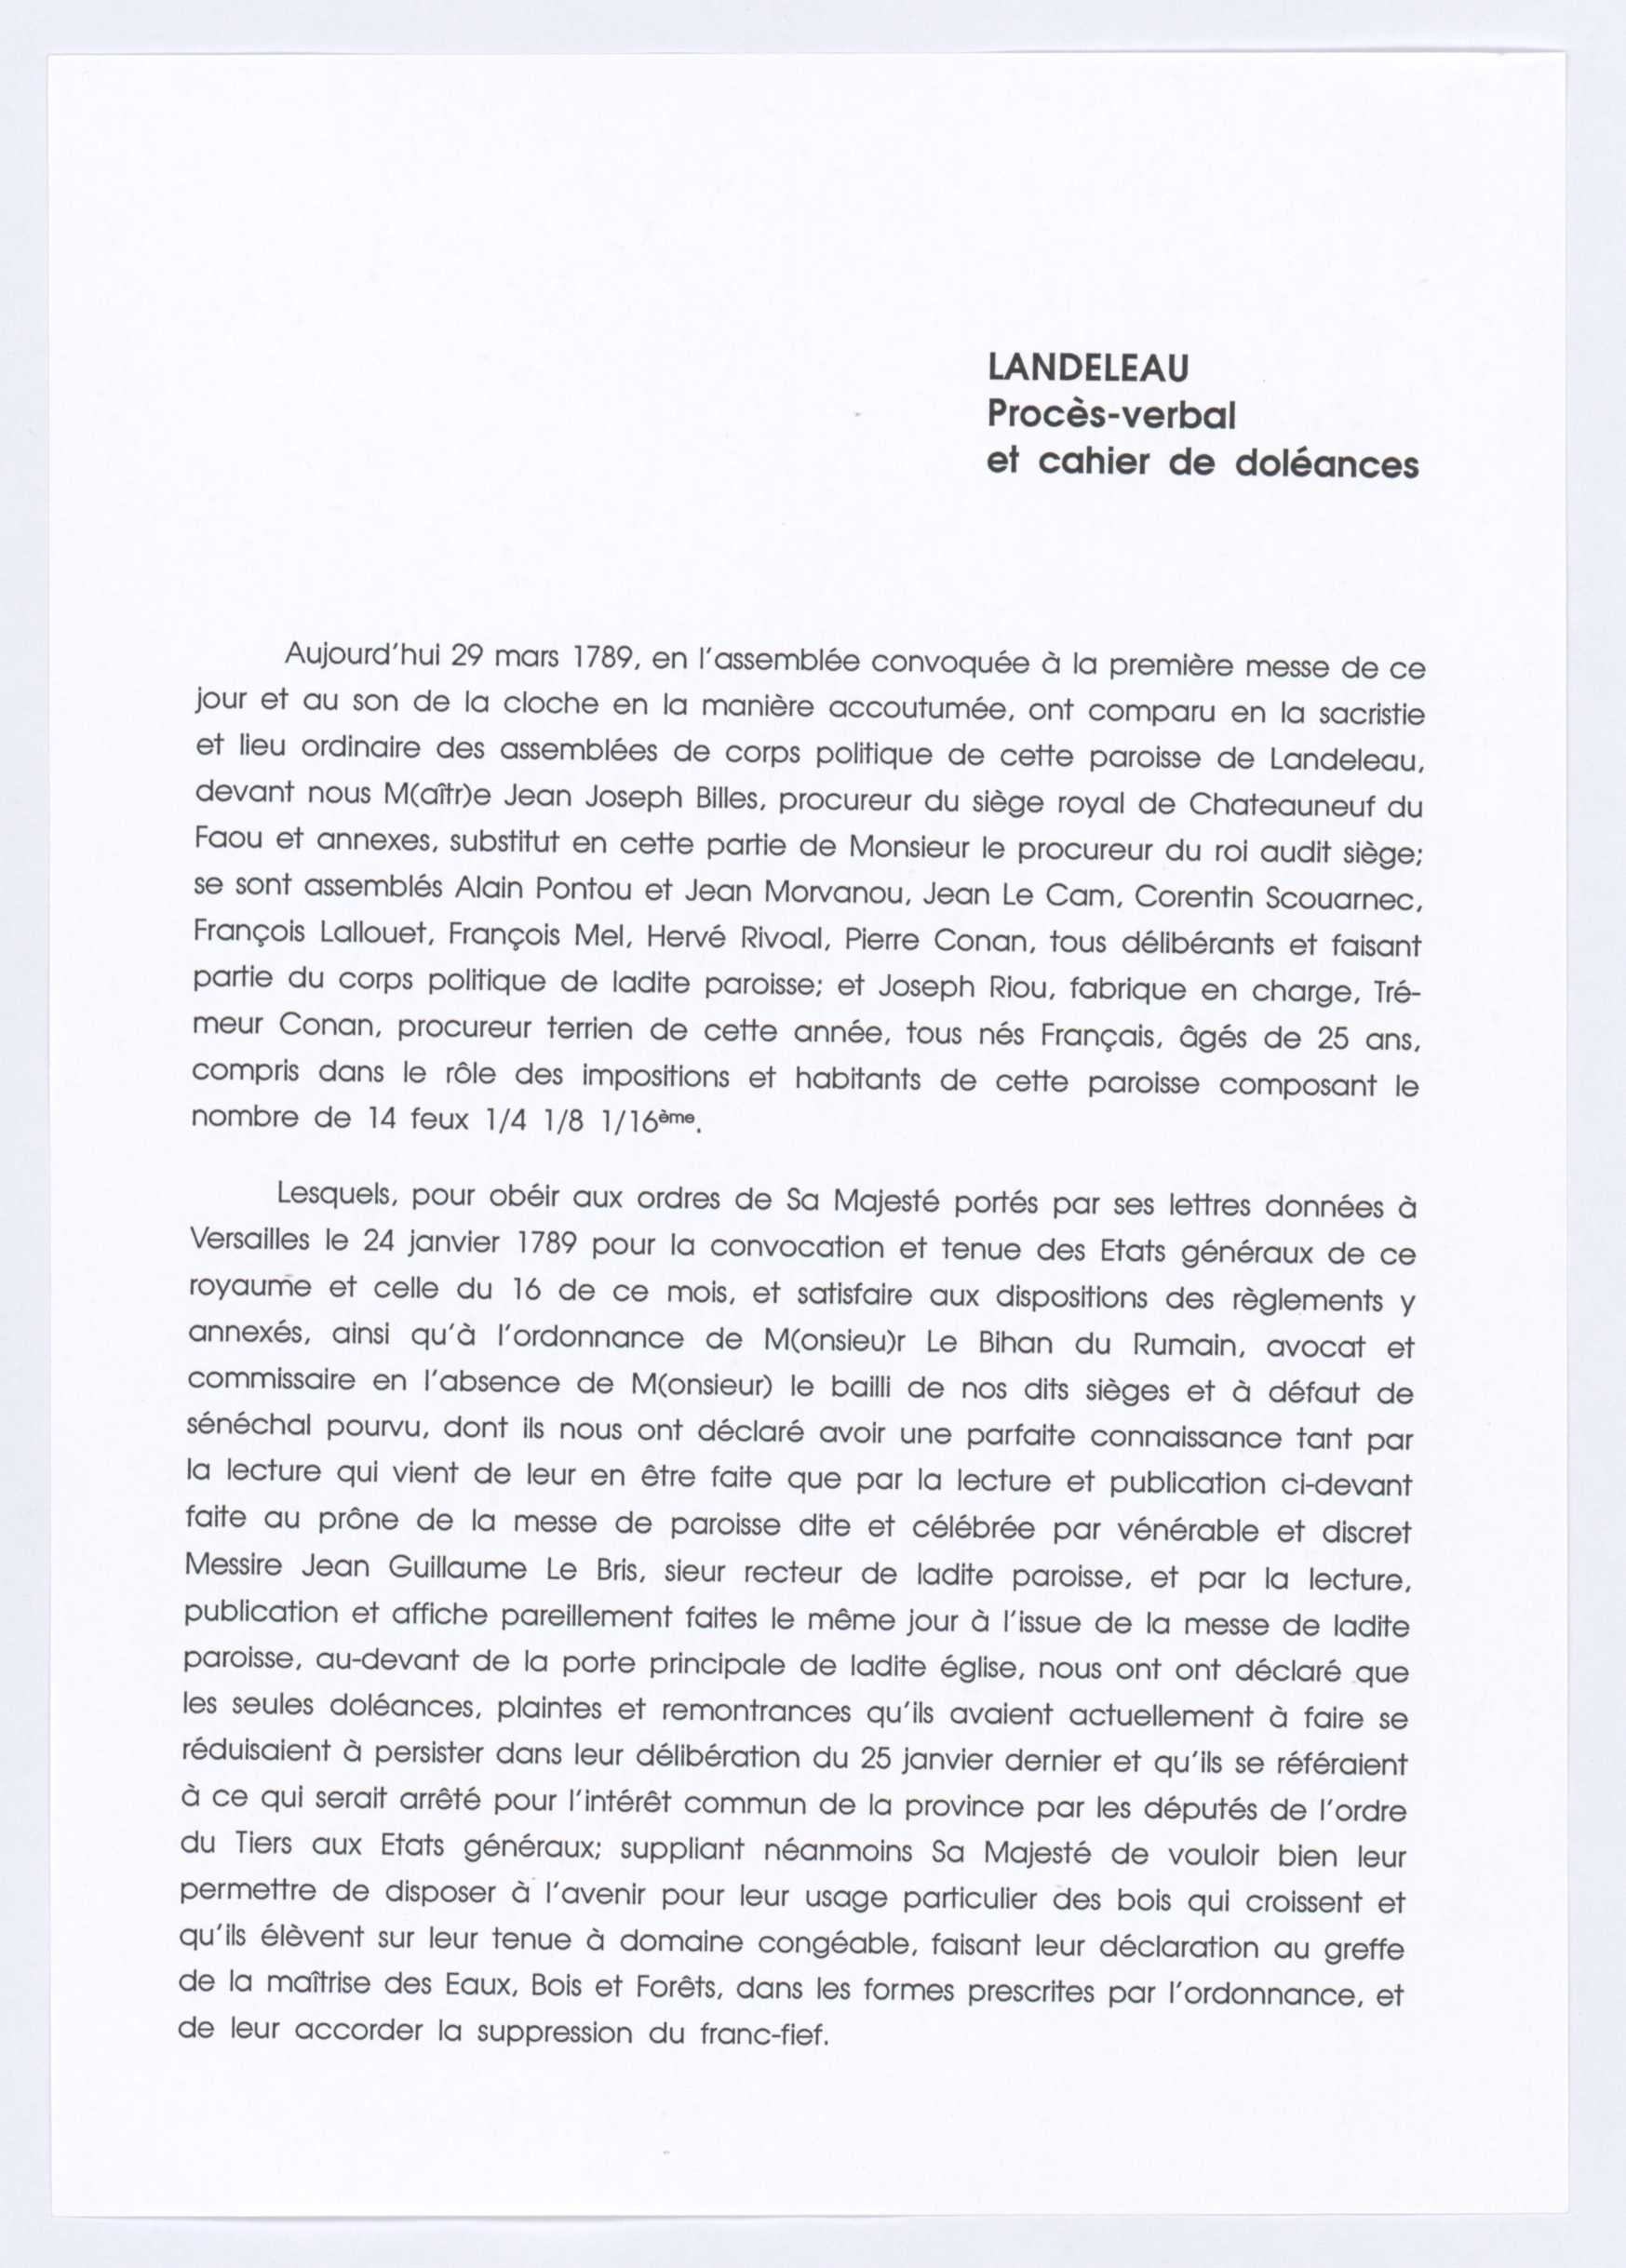 LANDELEAU
Procès-verbal
et cahier de doléances
Aujourd'hui 29 mars 1789, en l'assemblée convoquée à la première messe de ce
jour et au son de la cloche en la manière accoutumée, ont comparu en la sacristie
et lieu ordinaire des assemblées de corps politique de cette paroisse de Landeleau,
devant nous M(aîtr)e Jean Joseph Billes, procureur du siège royal de Chateauneuf du
Faou et annexes, substitut en cette partie de Monsieur le procureur du roi audit siège;
se sont assemblés Alain Pontou et Jean Morvanou, Jean Le Cam, Corentin Scouarnec,
François Lallouet, François Mel, Hervé Rivoal, Pierre Conan, tous délibérants et faisant
partie du corps politique de ladite paroisse; et Joseph Riou, fabrique en charge, Tré-
meur Conan, procureur terrien de cette année, tous nés Français, âgés de 25 ans,
compris dans le rôle des impositions et habitants de cette paroisse composant le
nombre de 14 feux 1/4 1/8 1/16ème.
Lesquels, pour obéir aux ordres de Sa Majesté portés par ses lettres données à
Versailles le 24 janvier 1789 pour la convocation et tenue des Etats généraux de ce
royaume et celle du 16 de ce mois, et satisfaire aux dispositions des règlements y
annexés, ainsi qu'à l'ordonnance de M(onsieu)r Le Bihan du Rumain, avocat et
commissaire en l'absence de M(onsieur) le bailli de nos dits sièges et à défaut de
sénéchal pourvu, dont ils nous ont déclaré avoir une parfaite connaissance tant par
la lecture qui vient de leur en être faite que par la lecture et publication ci-devant
faite au prône de la messe de paroisse dite et célébrée par vénérable et discret
Messire Jean Guillaume Le Bris, sieur recteur de ladite paroisse, et par la lecture,
publication et affiche pareillement faites le même jour à l'issue de la messe de ladite
paroisse, au-devant de la porte principale de ladite église, nous ont ont déclaré que
les seules doléances, plaintes et remontrances qu'ils avaient actuellement à faire se
réduisaient à persister dans leur délibération du 25 janvier dernier et qu'ils se référaient
à ce qui serait arrêté pour l'intérêt commun de la province par les députés de l'ordre
du Tiers aux Etats généraux; suppliant néanmoins Sa Majesté de vouloir bien leur
permettre de disposer à l'avenir pour leur usage particulier des bois qui croissent et
qu'ils élèvent sur leur tenue à domaine congéable, faisant leur déclaration au greffe
de la maîtrise des Eaux, Bois et Forêts, dans les formes prescrites par l'ordonnance, et
de leur accorder la suppression du franc-fief.